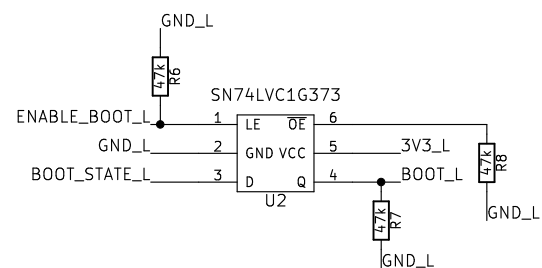 GND_L
47k
R6
SN74LVC1G373
ENABLE_BOOT_L 1 LE OE 6
GND_L 2 GND VCC 5 3V3_L
BOOT_STATE_L 3 D Q 4 BOOT_L
U2
47k
R8
47k
R7
GND_L
GND_L